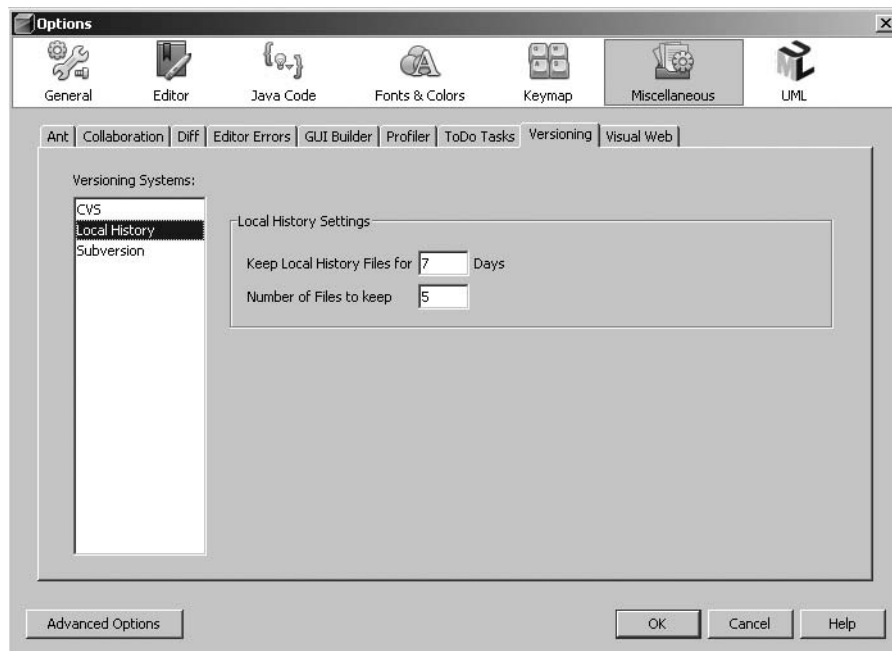 Options
General Editor Java Code Fonts & Colors Keymap Miscellaneous UML
Ant Collaboration Diff Editor Errors GUI Builder Profiler ToDo Tasks Versioning Visual Web
Versioning Systems:
CVS
Local History
Subversion
Local History Settings
Keep Local History Files for 7 Days
Number of Files to keep 5
Advanced Options OK Cancel Help